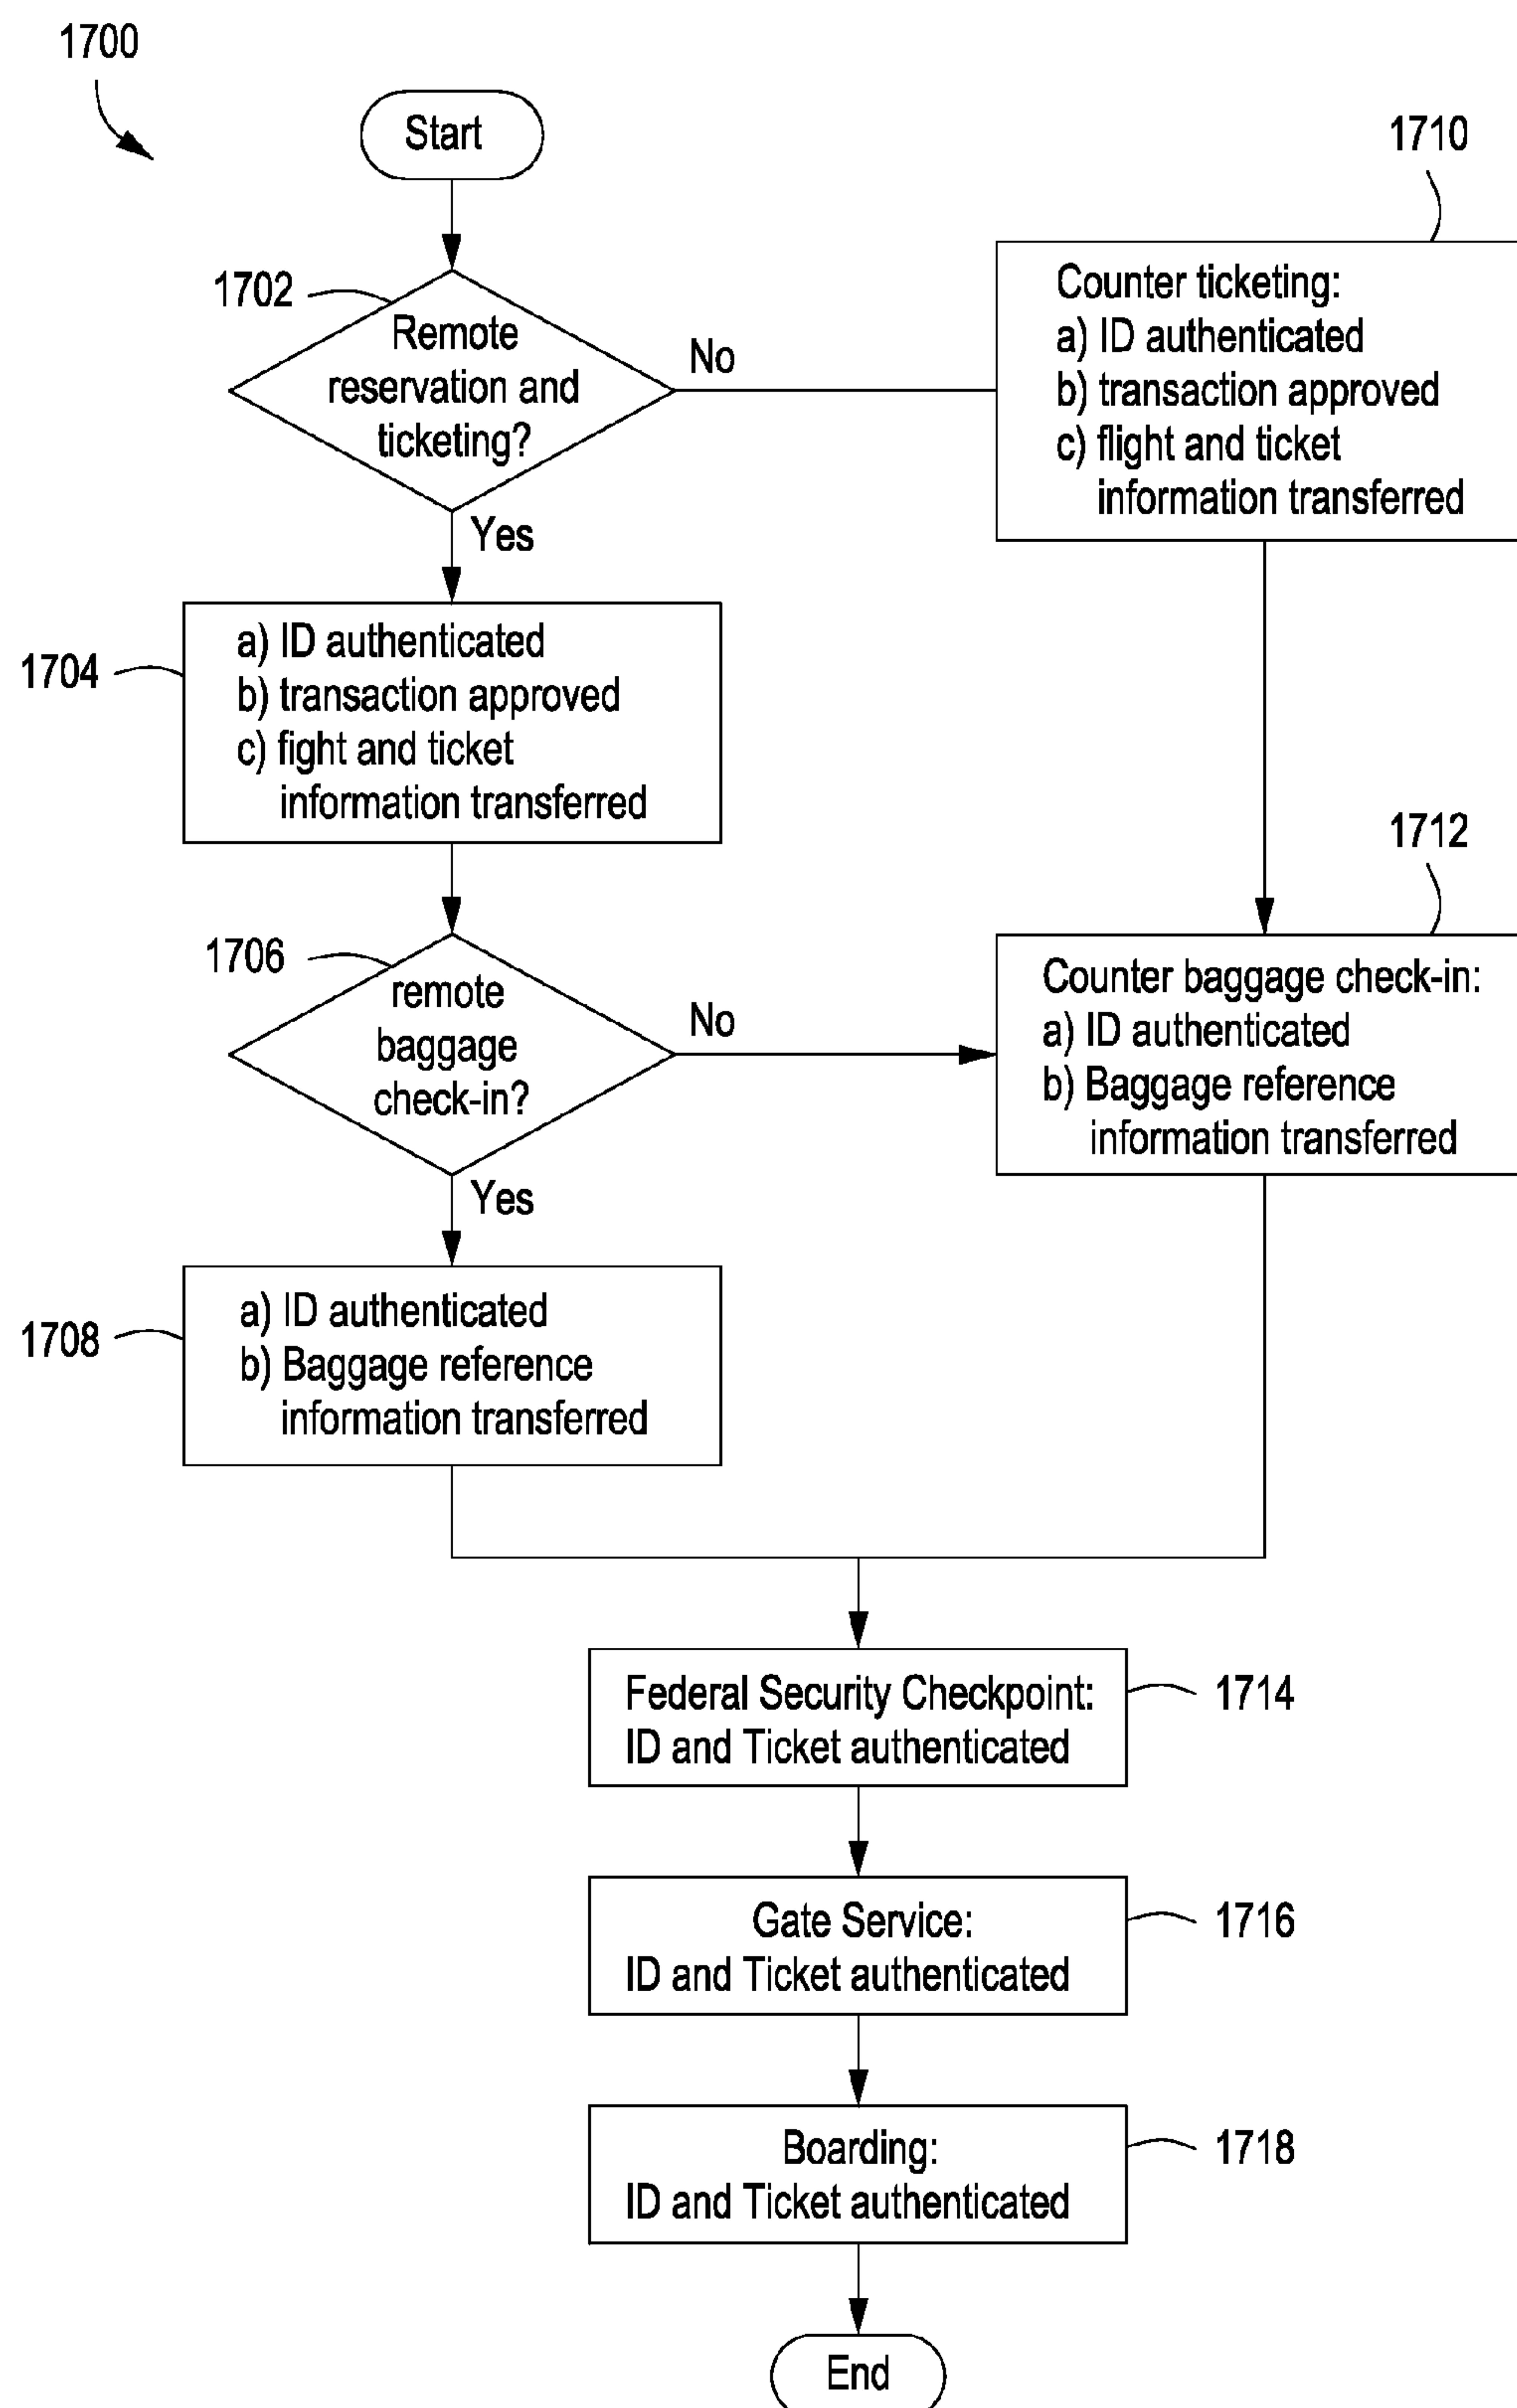 1700
Start
1702
Remote
reservation and
ticketing?
No
Yes
1710
Counter ticketing:
a) ID authenticated
b) transaction approved
c) flight and ticket
information transferred
1704
a) ID authenticated
b) transaction approved
c) fight and ticket
information transferred
1706
remote
baggage
check-in?
No
Yes
1712
Counter baggage check-in:
a) ID authenticated
b) Baggage reference
information transferred
1708
a) ID authenticated
b) Baggage reference
information transferred
Federal Security Checkpoint:
ID and Ticket authenticated
1714
Gate Service:
ID and Ticket authenticated
1716
Boarding:
ID and Ticket authenticated
1718
End